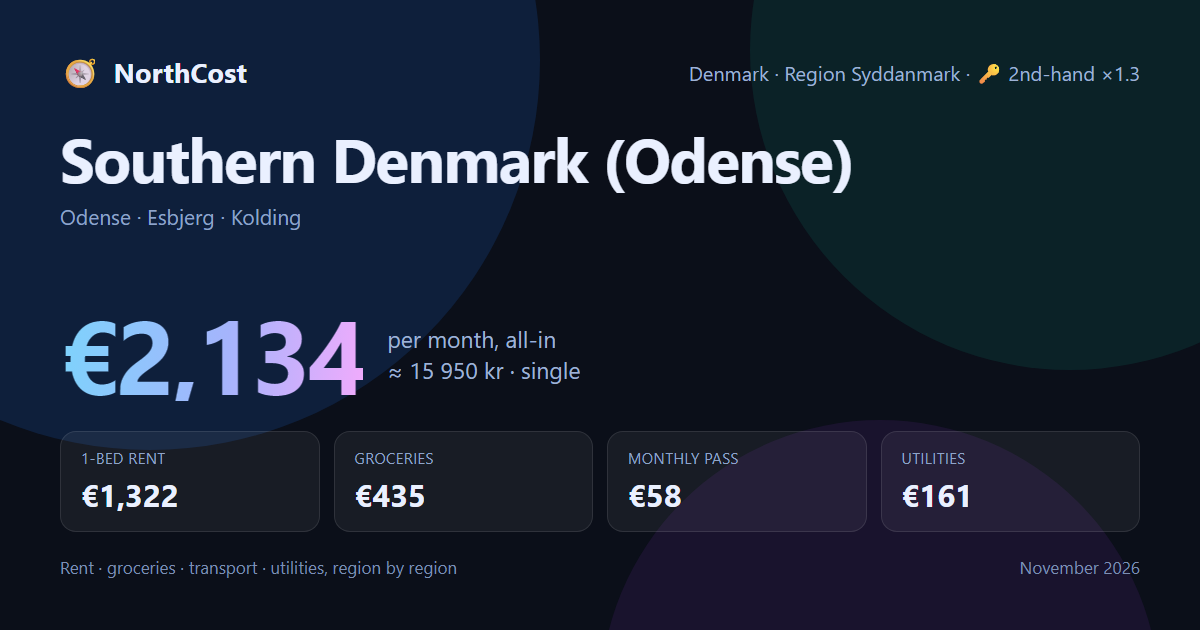 NorthCost
Denmark · Region Syddanmark · 🔑 2nd-hand ×1.3
Southern Denmark (Odense)
Odense · Esbjerg · Kolding
€2,134
per month, all-in
≈ 15 950 kr · single
1-BED RENT
€1,322
GROCERIES
€435
MONTHLY PASS
€58
UTILITIES
€161
Rent · groceries · transport · utilities, region by region
November 2026